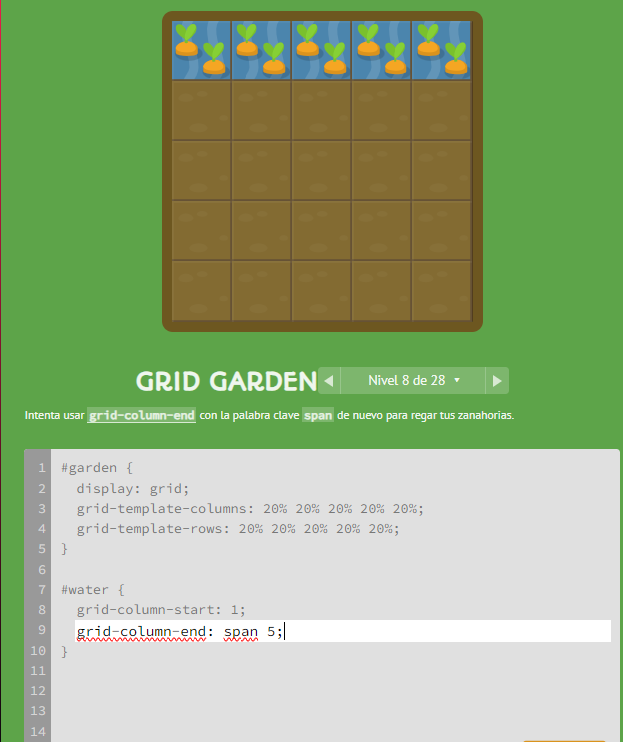 GRID GARDEN
◀ Nivel 8 de 28 ▼ ▶
Intenta usar grid-column-end con la palabra clave span de nuevo para regar tus zanahorias.
1 #garden {
2 display: grid;
3 grid-template-columns: 20% 20% 20% 20% 20%;
4 grid-template-rows: 20% 20% 20% 20% 20%;
5 }
6
7 #water {
8 grid-column-start: 1;
9 grid-column-end: span 5;
10 }
11
12
13
14